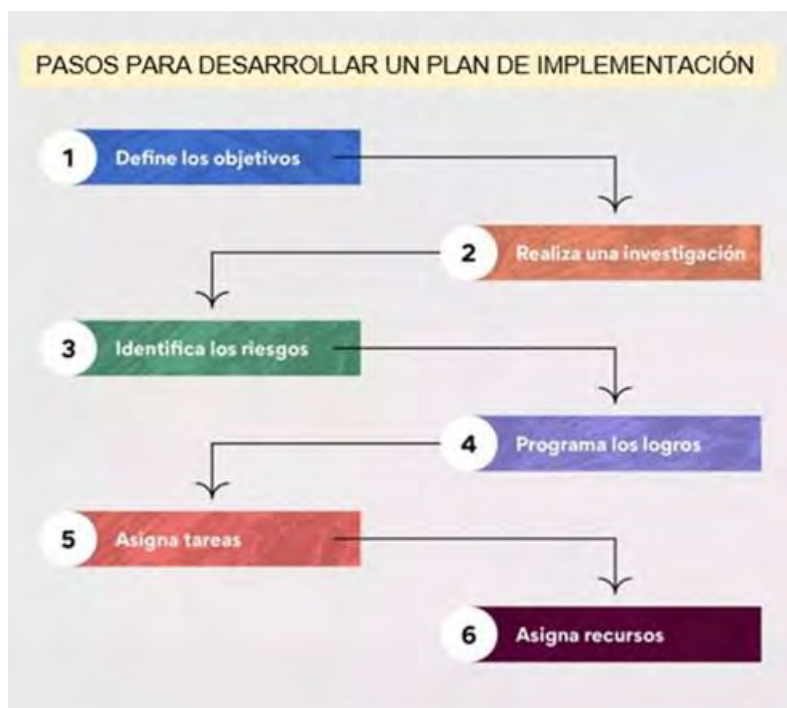 PASOS PARA DESARROLLAR UN PLAN DE IMPLEMENTACIÓN
1 Define los objetivos
2 Realiza una investigación
3 Identifica los riesgos
4 Programa los logros
5 Asigna tareas
6 Asigna recursos